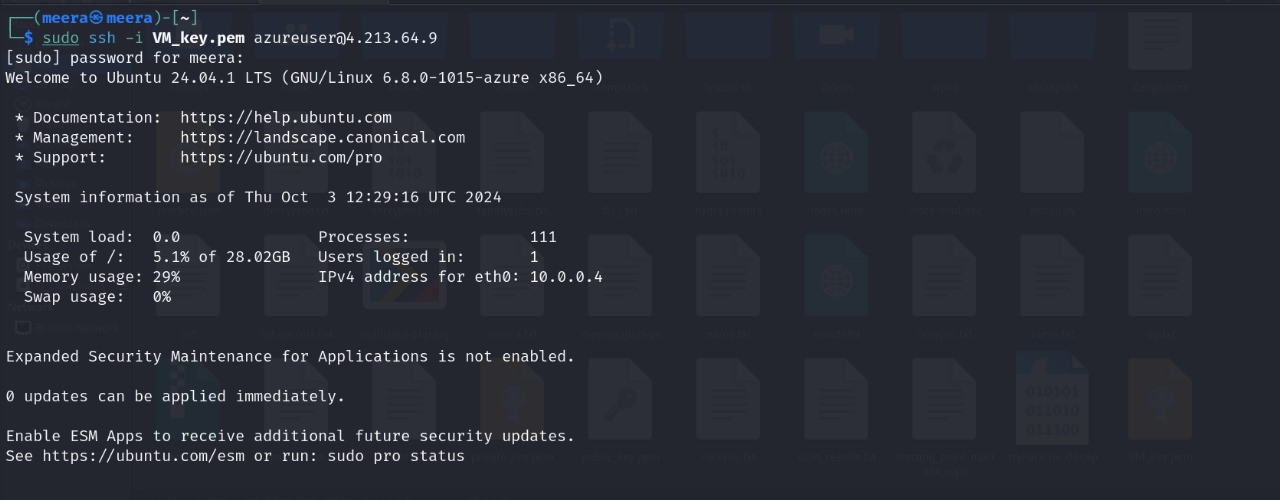 ┌──(meera㉿meera)-[~]
└─$ sudo ssh -i VM_key.pem azureuser@4.213.64.9
[sudo] password for meera:
Welcome to Ubuntu 24.04.1 LTS (GNU/Linux 6.8.0-1015-azure x86_64)
* Documentation:  https://help.ubuntu.com
* Management:     https://landscape.canonical.com
* Support:        https://ubuntu.com/pro
System information as of Thu Oct  3 12:29:16 UTC 2024
System load:  0.0               Processes:             111
Usage of /:   5.1% of 28.02GB   Users logged in:       1
Memory usage: 29%               IPv4 address for eth0: 10.0.0.4
Swap usage:   0%
Expanded Security Maintenance for Applications is not enabled.
0 updates can be applied immediately.
Enable ESM Apps to receive additional future security updates.
See https://ubuntu.com/esm or run: sudo pro status